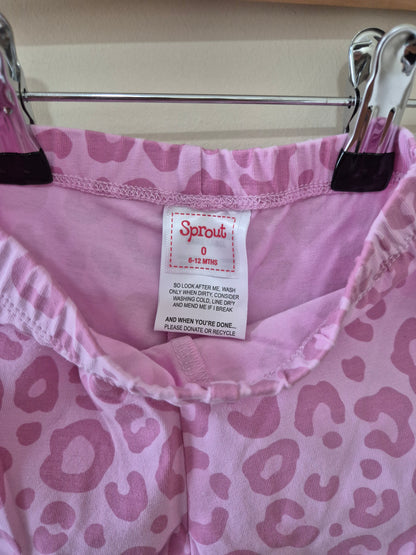 Sprout
0
6-12 MTHS
SO LOOK AFTER ME, WASH
ONLY WHEN DIRTY, CONSIDER
WASHING COLD, LINE DRY
AND MEND ME IF I BREAK
AND WHEN YOU'RE DONE...
PLEASE DONATE OR RECYCLE